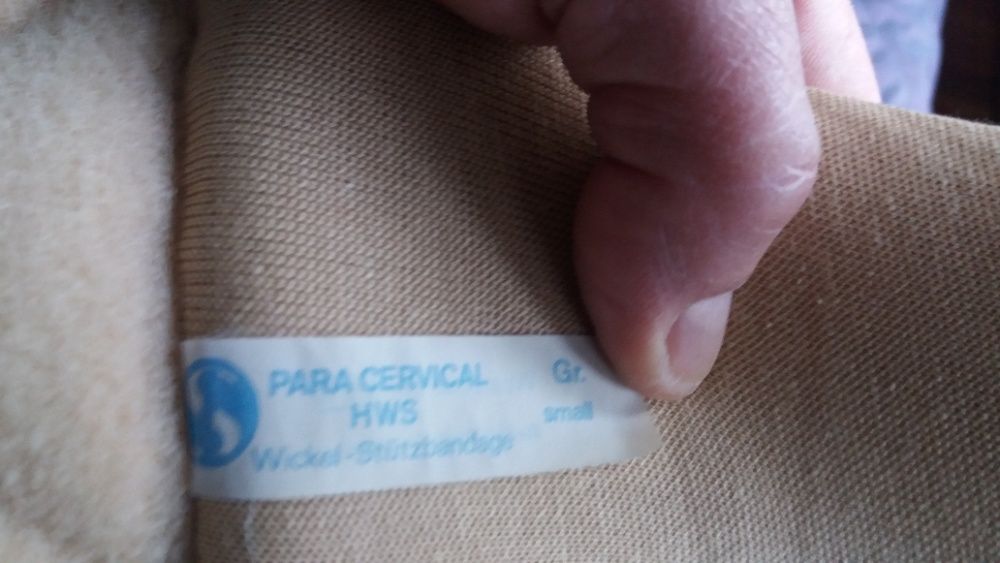 PARA CERVICAL
HWS
Wickel-Stützbandage
Gr.
small